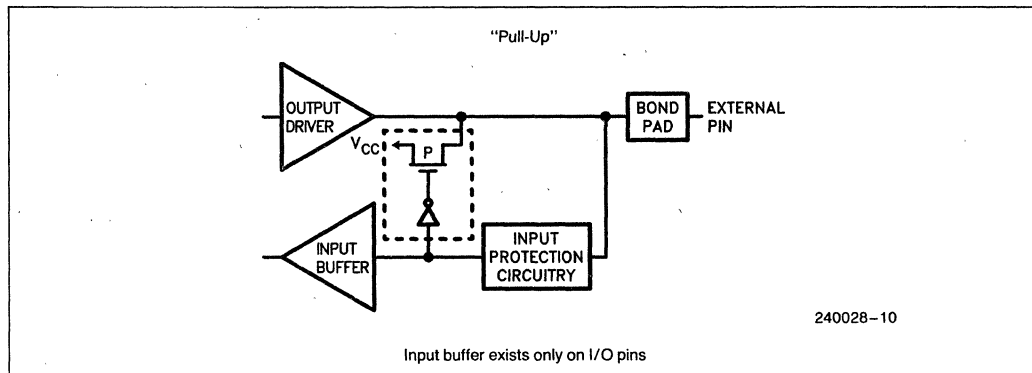 "Pull-Up"
OUTPUT
DRIVER
BOND
PAD
EXTERNAL
PIN
VCC
P
INPUT
BUFFER
INPUT
PROTECTION
CIRCUITRY
240028-10
Input buffer exists only on I/O pins